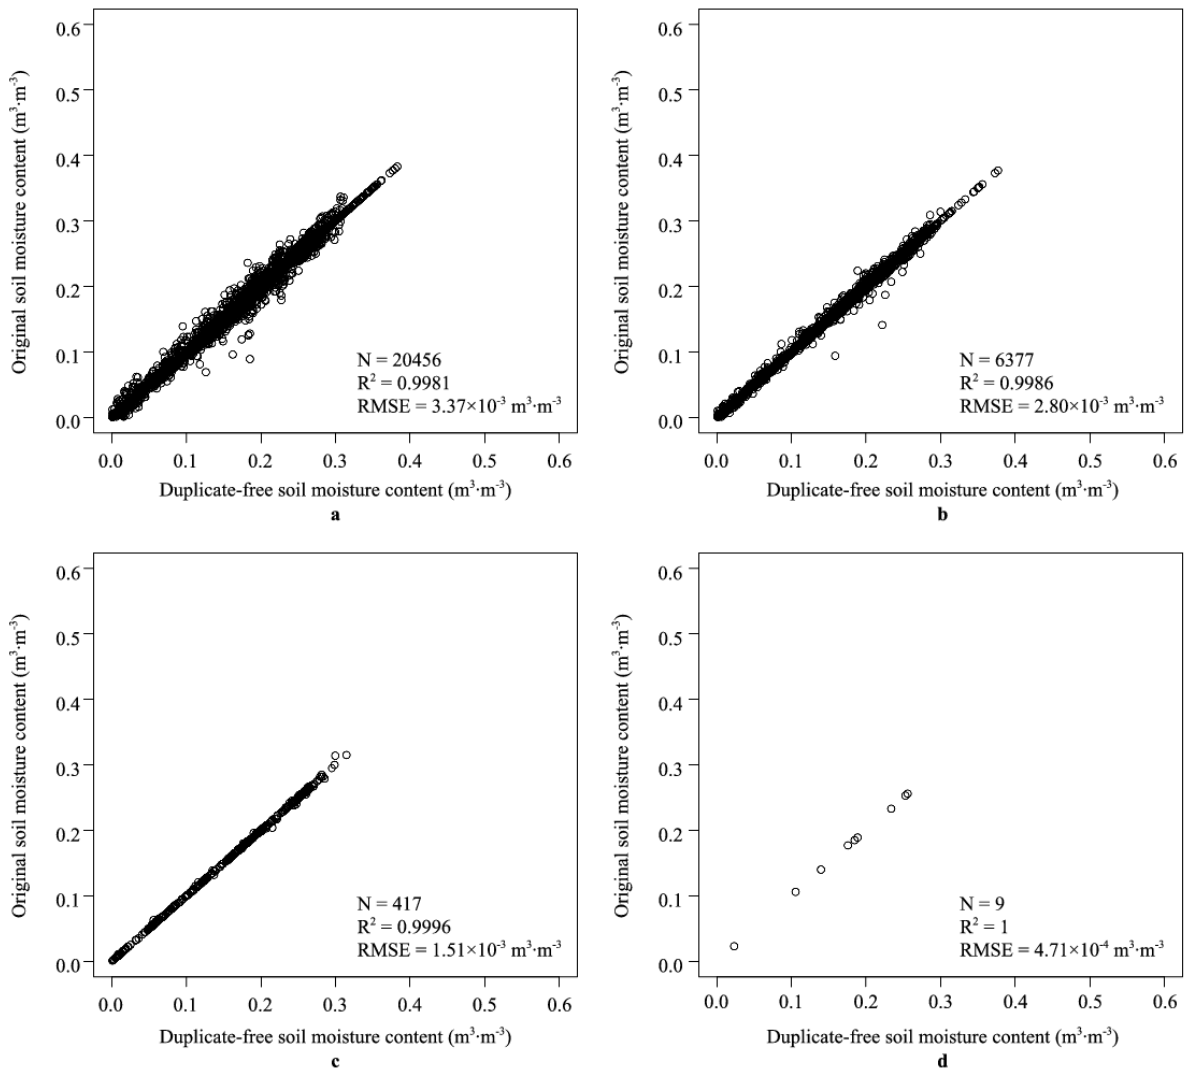 Original soil moisture content (m³·m⁻³)
0.6
0.5
0.4
0.3
0.2
0.1
0.0
N = 20456
R² = 0.9981
RMSE = 3.37×10⁻³ m³·m⁻³
0.0 0.1 0.2 0.3 0.4 0.5 0.6
Duplicate-free soil moisture content (m³·m⁻³)
a
Original soil moisture content (m³·m⁻³)
0.6
0.5
0.4
0.3
0.2
0.1
0.0
N = 6377
R² = 0.9986
RMSE = 2.80×10⁻³ m³·m⁻³
0.0 0.1 0.2 0.3 0.4 0.5 0.6
Duplicate-free soil moisture content (m³·m⁻³)
b
Original soil moisture content (m³·m⁻³)
0.6
0.5
0.4
0.3
0.2
0.1
0.0
N = 417
R² = 0.9996
RMSE = 1.51×10⁻³ m³·m⁻³
0.0 0.1 0.2 0.3 0.4 0.5 0.6
Duplicate-free soil moisture content (m³·m⁻³)
c
Original soil moisture content (m³·m⁻³)
0.6
0.5
0.4
0.3
0.2
0.1
0.0
N = 9
R² = 1
RMSE = 4.71×10⁻⁴ m³·m⁻³
0.0 0.1 0.2 0.3 0.4 0.5 0.6
Duplicate-free soil moisture content (m³·m⁻³)
d